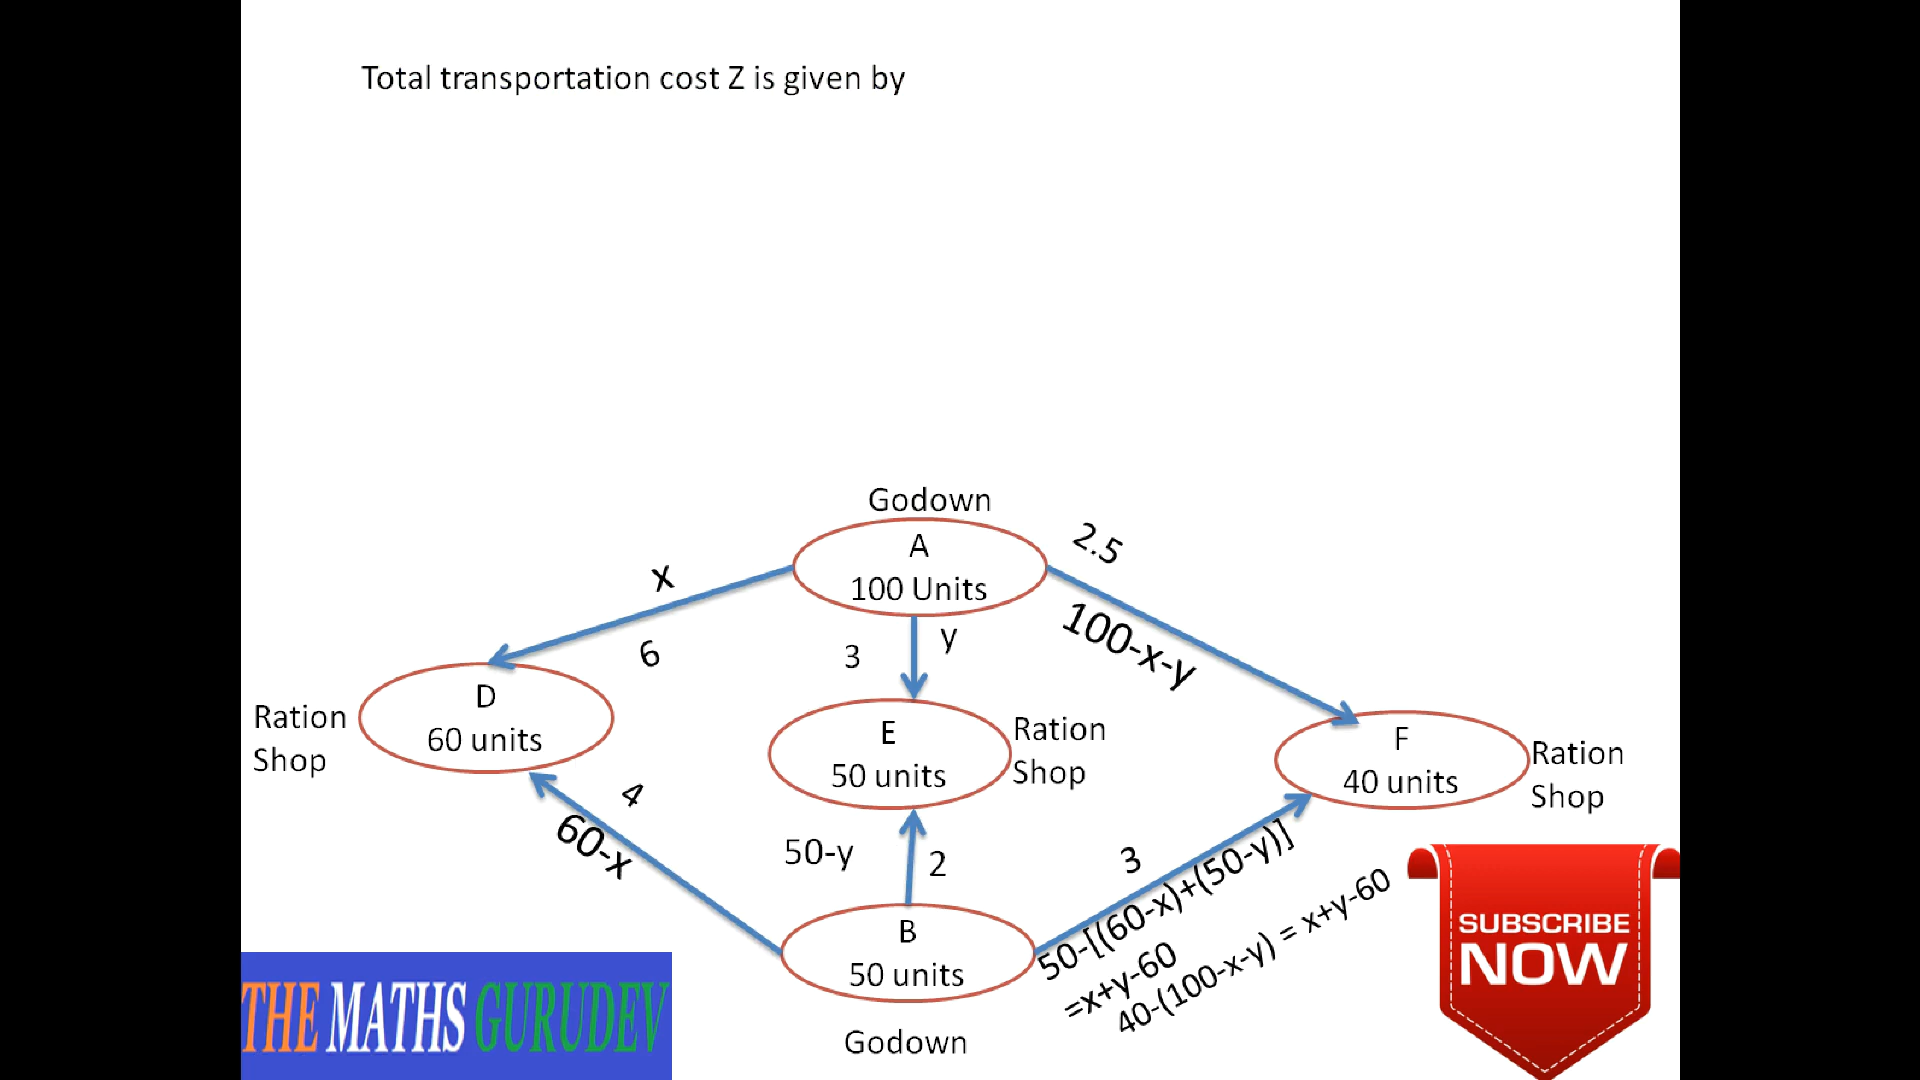 Total transportation cost Z is given by
Godown
A
100 Units
2.5
x
6
3
y
100-x-y
Ration
Shop
D
60 units
E
50 units
Ration
Shop
F
40 units
Ration
Shop
4
60-x
50-y
2
3
50-[(60-x)+(50-y)]
=x+y-60
40-(100-x-y) = x+y-60
B
50 units
Godown
THE MATHS GURUDEV
SUBSCRIBE
NOW